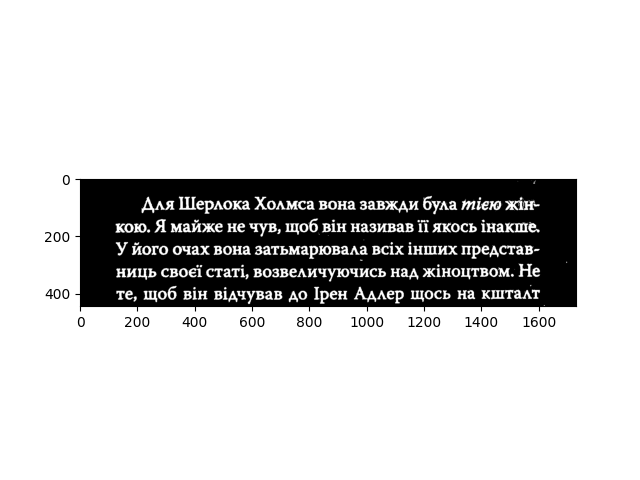 0
200
400
Для Шерлока Холмса вона завжди була тією жін-
кою. Я майже не чув, щоб він називав її якось інакше.
У його очах вона затьмарювала всіх інших представ-
ниць своєї статі, возвеличуючись над жіноцтвом. Не
те, щоб він відчував до Ірен Адлер щось на кшталт
0 200 400 600 800 1000 1200 1400 1600